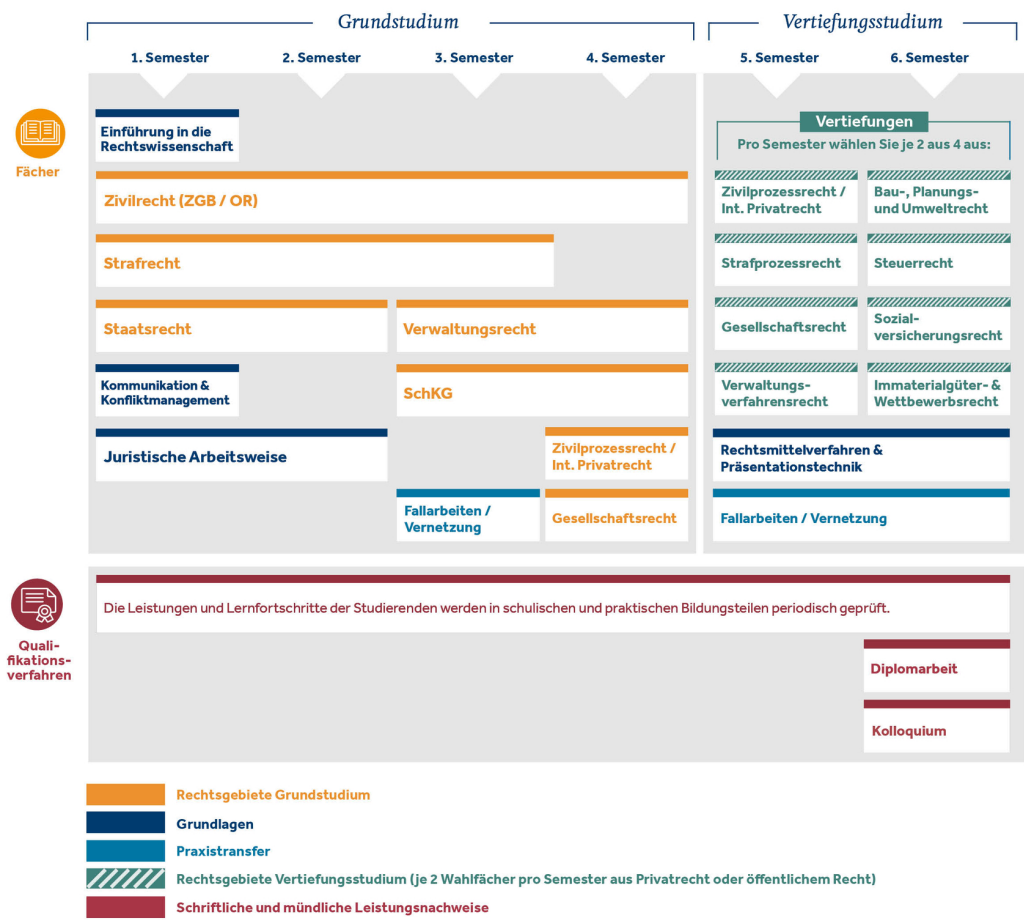 Grundstudium
Vertiefungsstudium
1. Semester
2. Semester
3. Semester
4. Semester
5. Semester
6. Semester
Fächer
Einführung in die
Rechtswissenschaft
Vertiefungen
Pro Semester wählen Sie je 2 aus 4 aus:
Zivilrecht (ZGB / OR)
Zivilprozessrecht /
Int. Privatrecht
Bau-, Planungs-
und Umweltrecht
Strafrecht
Strafprozessrecht
Steuerrecht
Staatsrecht
Verwaltungsrecht
Gesellschaftsrecht
Sozial-
versicherungsrecht
Kommunikation &
Konfliktmanagement
SchKG
Verwaltungs-
verfahrensrecht
Immaterialgüter- &
Wettbewerbsrecht
Juristische Arbeitsweise
Zivilprozessrecht /
Int. Privatrecht
Rechtsmittelverfahren &
Präsentationstechnik
Fallarbeiten /
Vernetzung
Gesellschaftsrecht
Fallarbeiten / Vernetzung
Quali-
fikations-
verfahren
Die Leistungen und Lernfortschritte der Studierenden werden in schulischen und praktischen Bildungsteilen periodisch geprüft.
Diplomarbeit
Kolloquium
Rechtsgebiete Grundstudium
Grundlagen
Praxistransfer
Rechtsgebiete Vertiefungsstudium (je 2 Wahlfächer pro Semester aus Privatrecht oder öffentlichem Recht)
Schriftliche und mündliche Leistungsnachweise